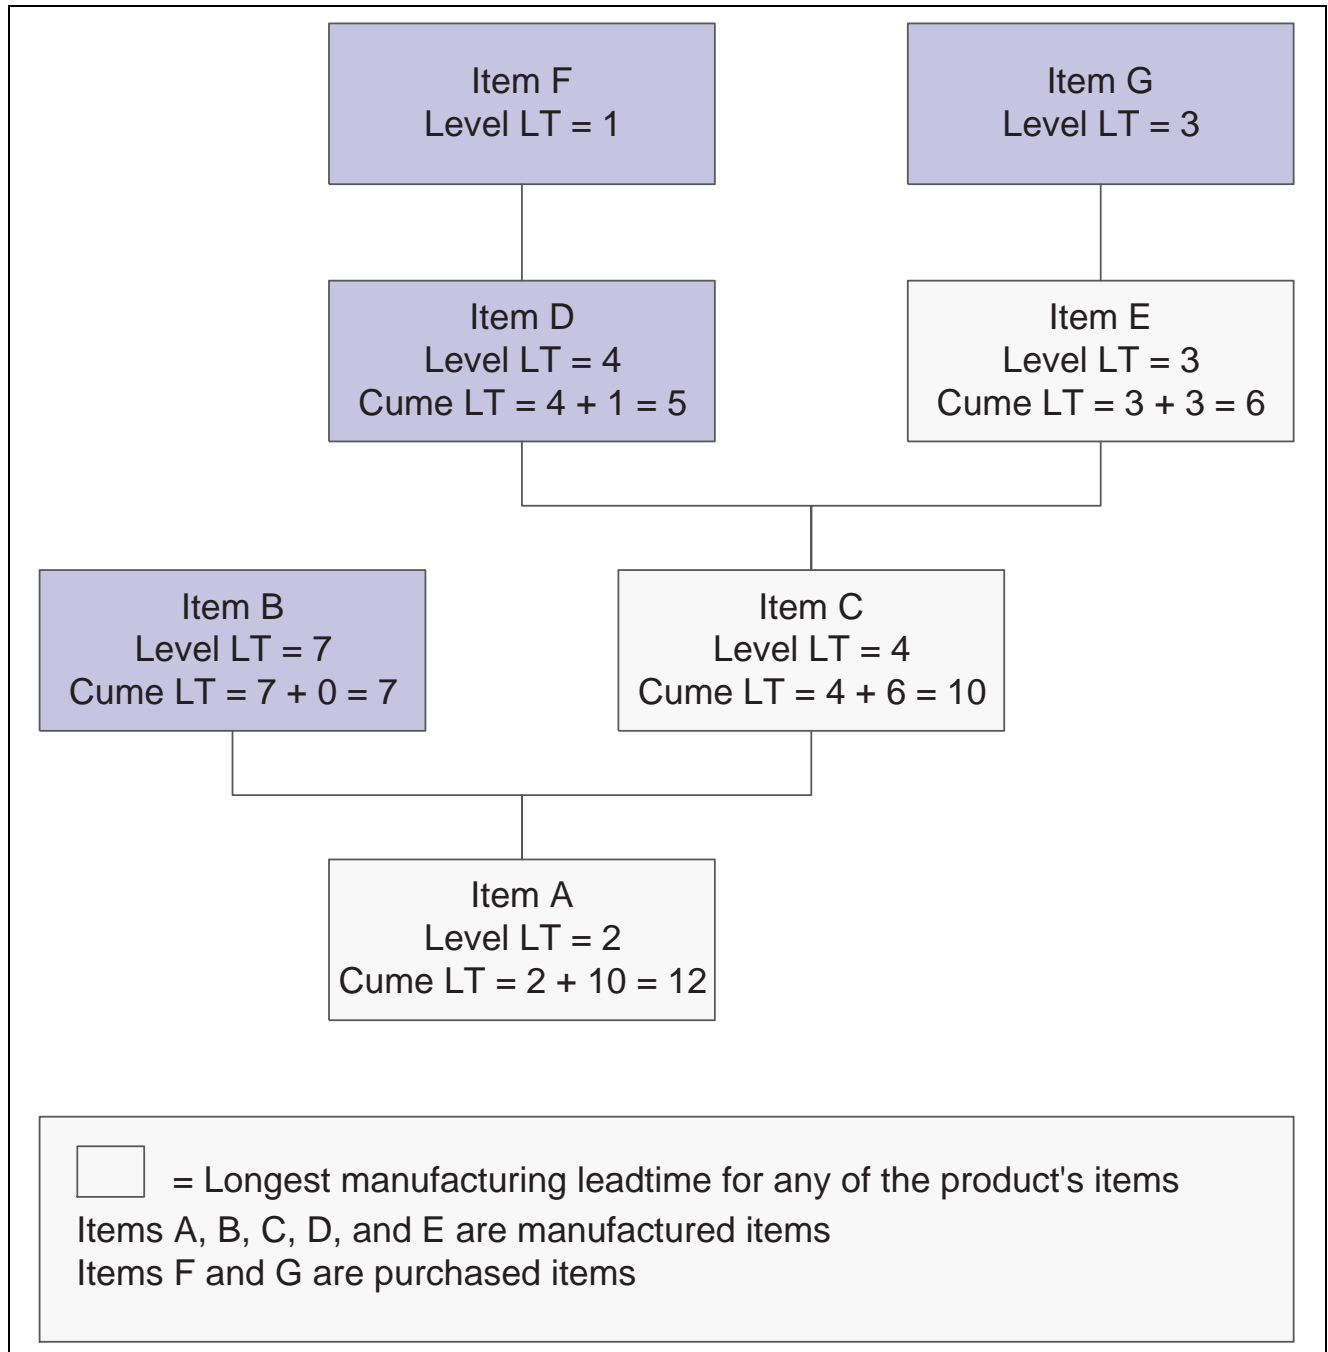 Item F
Level LT = 1
Item G
Level LT = 3
Item D
Level LT = 4
Cume LT = 4 + 1 = 5
Item E
Level LT = 3
Cume LT = 3 + 3 = 6
Item B
Level LT = 7
Cume LT = 7 + 0 = 7
Item C
Level LT = 4
Cume LT = 4 + 6 = 10
Item A
Level LT = 2
Cume LT = 2 + 10 = 12
= Longest manufacturing leadtime for any of the product's items
Items A, B, C, D, and E are manufactured items
Items F and G are purchased items